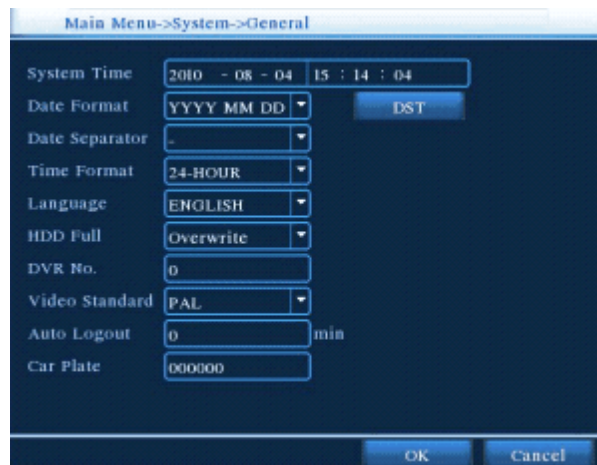 Main Menu->System->General
System Time 2010 - 08 - 04 15 : 14 : 04
Date Format YYYY MM DD DST
Date Separator -
Time Format 24-HOUR
Language ENGLISH
HDD Full Overwrite
DVR No. 0
Video Standard PAL
Auto Logout 0 min
Car Plate 000000
OK Cancel